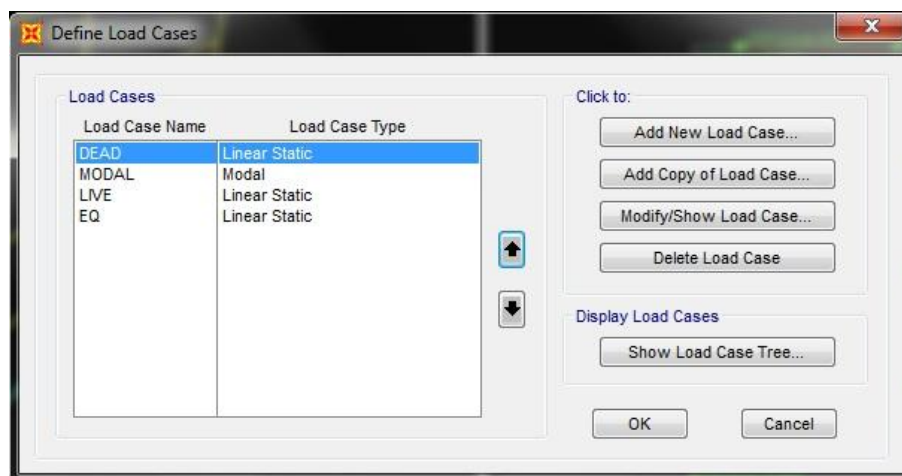 Define Load Cases
X
Load Cases
Load Case Name Load Case Type
DEAD Linear Static
MODAL Modal
LIVE Linear Static
EQ Linear Static
Click to:
Add New Load Case...
Add Copy of Load Case...
Modify/Show Load Case...
Delete Load Case
Display Load Cases
Show Load Case Tree...
OK Cancel